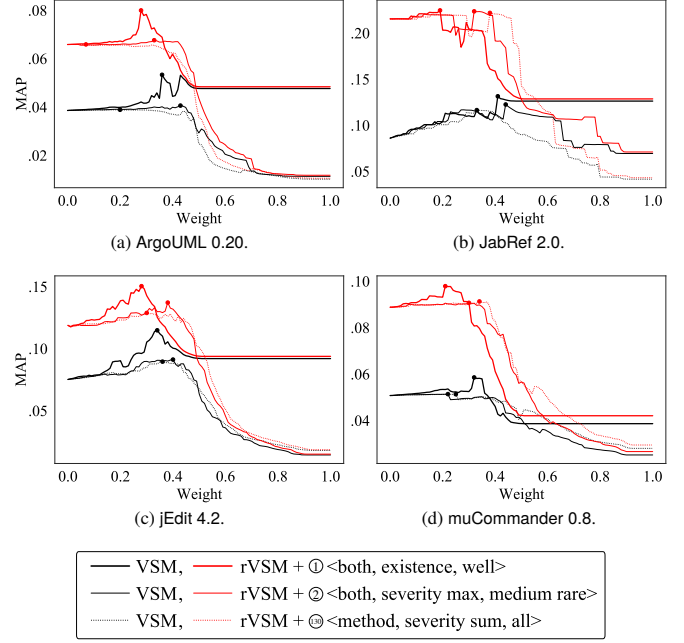 .08
.06
.04
.02
MAP
0.0 0.2 0.4 0.6 0.8 1.0
Weight
(a) ArgoUML 0.20.
.20
.15
.10
.05
0.0 0.2 0.4 0.6 0.8 1.0
Weight
(b) JabRef 2.0.
.15
.10
.05
MAP
0.0 0.2 0.4 0.6 0.8 1.0
Weight
(c) jEdit 4.2.
.10
.08
.06
.04
0.0 0.2 0.4 0.6 0.8 1.0
Weight
(d) muCommander 0.8.
VSM, rVSM + ① <both, existence, well>
VSM, rVSM + ② <both, severity max, medium rare>
VSM, rVSM + (130) <method, severity sum, all>